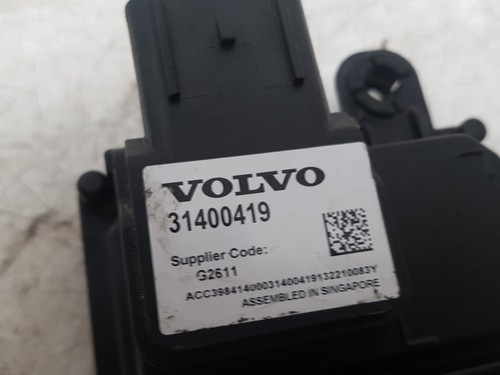 VOLVO
31400419
Supplier Code:
G2611
ACC39841400031400419132210083Y
ASSEMBLED IN SINGAPORE